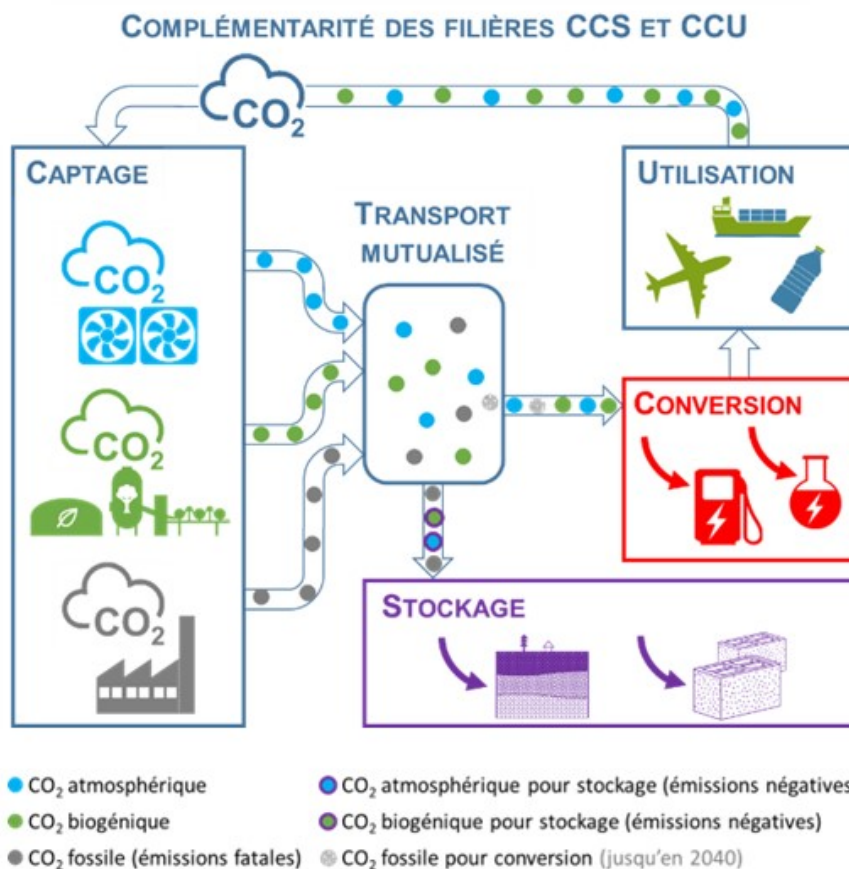 COMPLÉMENTARITÉ DES FILIÈRES CCS ET CCU
CO2
CAPTAGE
CO2
CO2
CO2
TRANSPORT
MUTUALISÉ
UTILISATION
CONVERSION
STOCKAGE
CO2 atmosphérique
CO2 biogénique
CO2 fossile (émissions fatales)
CO2 atmosphérique pour stockage (émissions négatives
CO2 biogénique pour stockage (émissions négatives)
CO2 fossile pour conversion (jusqu'en 2040)